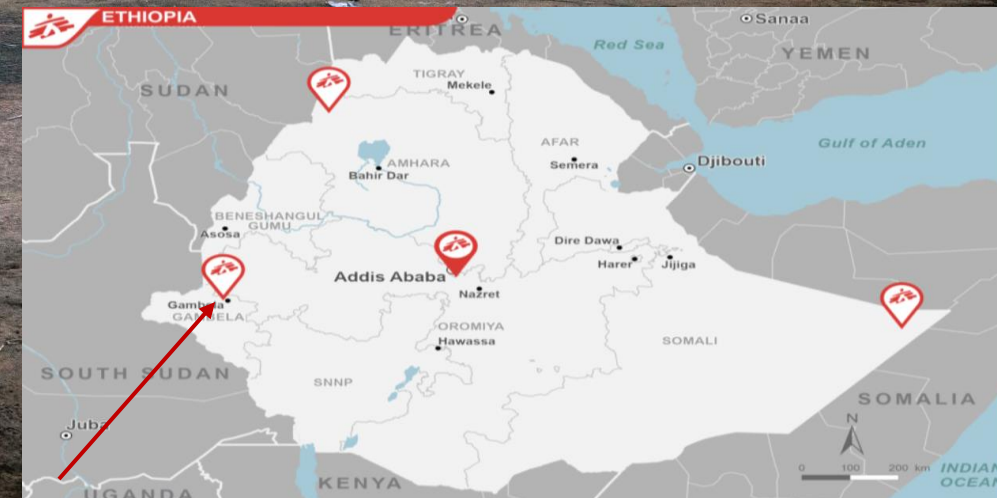 ETHIOPIA
ERITREA
Sanaa
Red Sea
YEMEN
TIGRAY
Mekele
SUDAN
Gulf of Aden
AFAR
Semera
Djibouti
AMHARA
Bahir Dar
BENESHANGUL
GUMU
Asosa
Dire Dawa
Harer
Jijiga
Addis Ababa
Nazret
Gambela
GAMBELA
OROMIYA
Hawassa
SOMALI
SOUTH SUDAN
SNNP
SOMALIA
Juba
N
0 100 200 km
INDIAN
OCEAN
KENYA
UGANDA